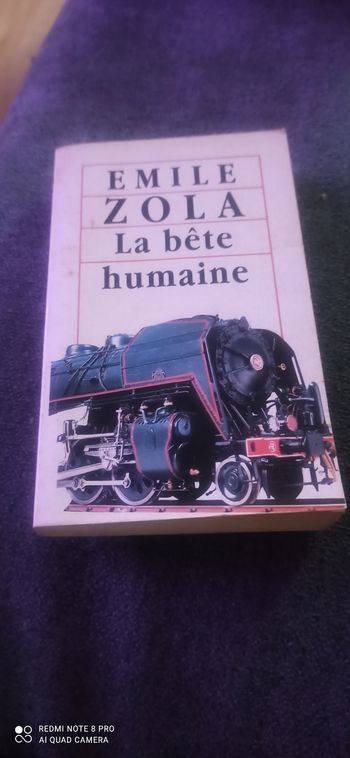 EMILE
ZOLA
La bête
humaine
REDMI NOTE 8 PRO
AI QUAD CAMERA